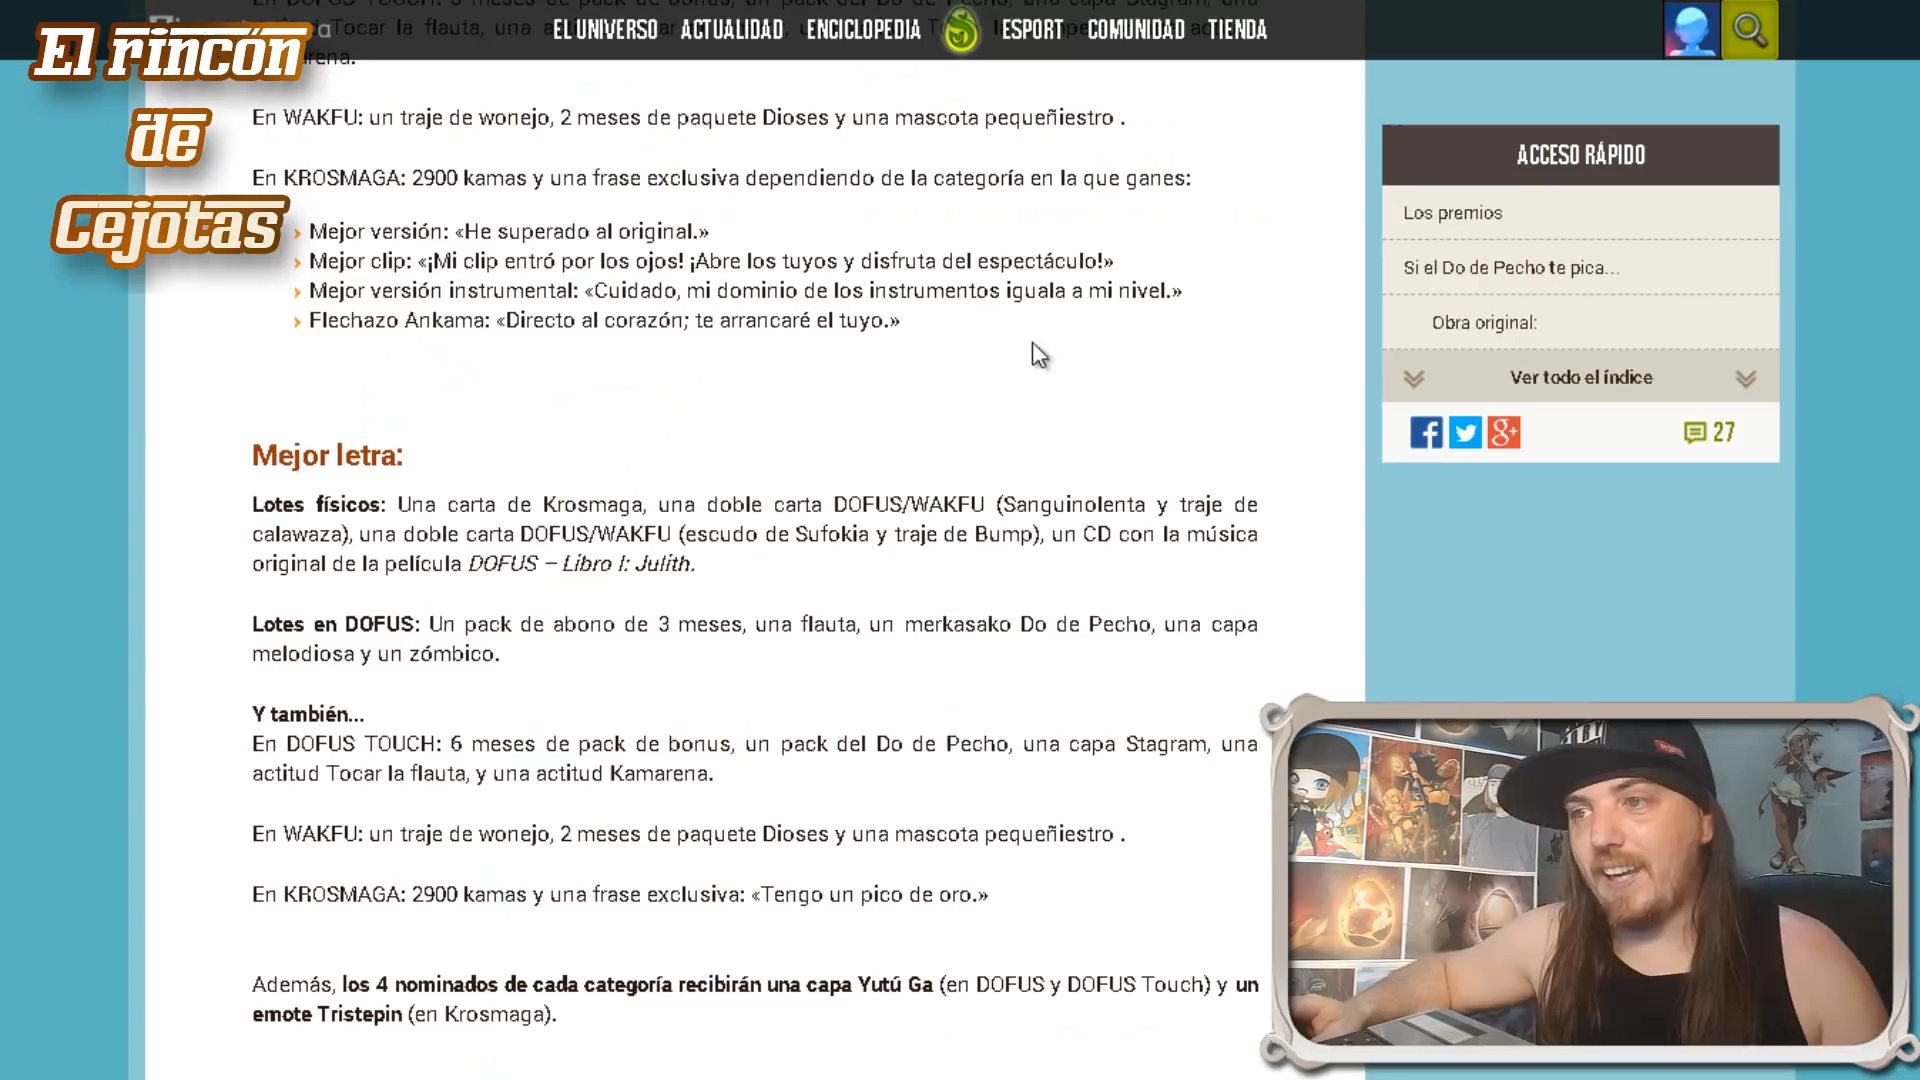 EL UNIVERSO ACTUALIDAD ENCICLOPEDIA ESPORT COMUNIDAD TIENDA
El rincón
de
Cejotas
En WAKFU: un traje de wonejo, 2 meses de paquete Dioses y una mascota pequeñiestro .
En KROSMAGA: 2900 kamas y una frase exclusiva dependiendo de la categoría en la que ganes:
› Mejor versión: «He superado al original.»
› Mejor clip: «¡Mi clip entró por los ojos! ¡Abre los tuyos y disfruta del espectáculo!»
› Mejor versión instrumental: «Cuidado, mi dominio de los instrumentos iguala a mi nivel.»
› Flechazo Ankama: «Directo al corazón; te arrancaré el tuyo.»
Mejor letra:
Lotes físicos: Una carta de Krosmaga, una doble carta DOFUS/WAKFU (Sanguinolenta y traje de
calawaza), una doble carta DOFUS/WAKFU (escudo de Sufokia y traje de Bump), un CD con la música
original de la película DOFUS – Libro I: Julith.
Lotes en DOFUS: Un pack de abono de 3 meses, una flauta, un merkasako Do de Pecho, una capa
melodiosa y un zómbico.
Y también...
En DOFUS TOUCH: 6 meses de pack de bonus, un pack del Do de Pecho, una capa Stagram, una
actitud Tocar la flauta, y una actitud Kamarena.
En WAKFU: un traje de wonejo, 2 meses de paquete Dioses y una mascota pequeñiestro .
En KROSMAGA: 2900 kamas y una frase exclusiva: «Tengo un pico de oro.»
Además, los 4 nominados de cada categoría recibirán una capa Yutú Ga (en DOFUS y DOFUS Touch) y un
emote Tristepin (en Krosmaga).
ACCESO RÁPIDO
Los premios
Si el Do de Pecho te pica...
Obra original:
Ver todo el índice
27